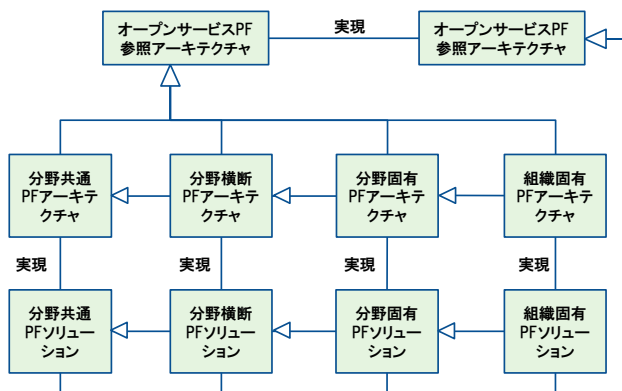 オープンサービスPF
参照アーキテクチャ
実現
オープンサービスPF
参照アーキテクチャ
分野共通
PFアーキテ
クチャ
分野横断
PFアーキテ
クチャ
分野固有
PFアーキテ
クチャ
組織固有
PFアーキテ
クチャ
実現
実現
実現
実現
分野共通
PFソリュー
ション
分野横断
PFソリュー
ション
分野固有
PFソリュー
ション
組織固有
PFソリュー
ション